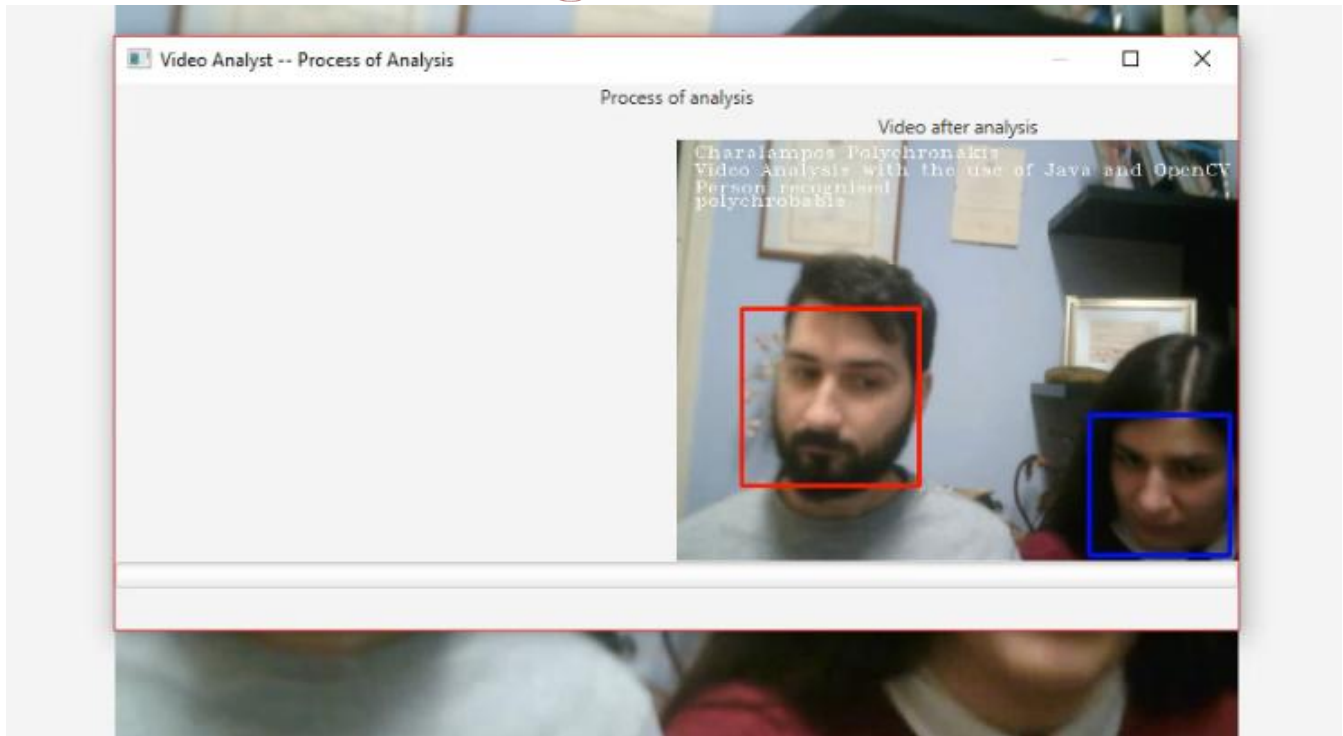 Video Analyst -- Process of Analysis
Process of analysis
Video after analysis
Charalampos Polychronakis
Video Analysis with the use of Java and OpenCV
Person recognised
polychrobable